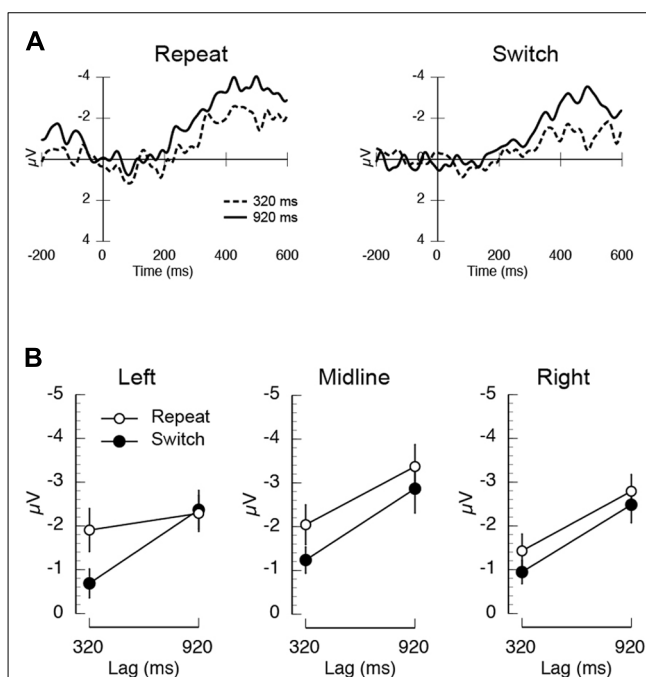 A
Repeat
Switch
-4
-2
µV
2
4
-200
0
200
400
600
Time (ms)
320 ms
920 ms
-4
-2
µV
2
4
-200
0
200
400
600
Time (ms)
B
Left
Midline
Right
-5
-4
-3
-2
-1
0
µV
Repeat
Switch
320
920
Lag (ms)
-5
-4
-3
-2
-1
0
µV
320
920
Lag (ms)
-5
-4
-3
-2
-1
0
µV
320
920
Lag (ms)